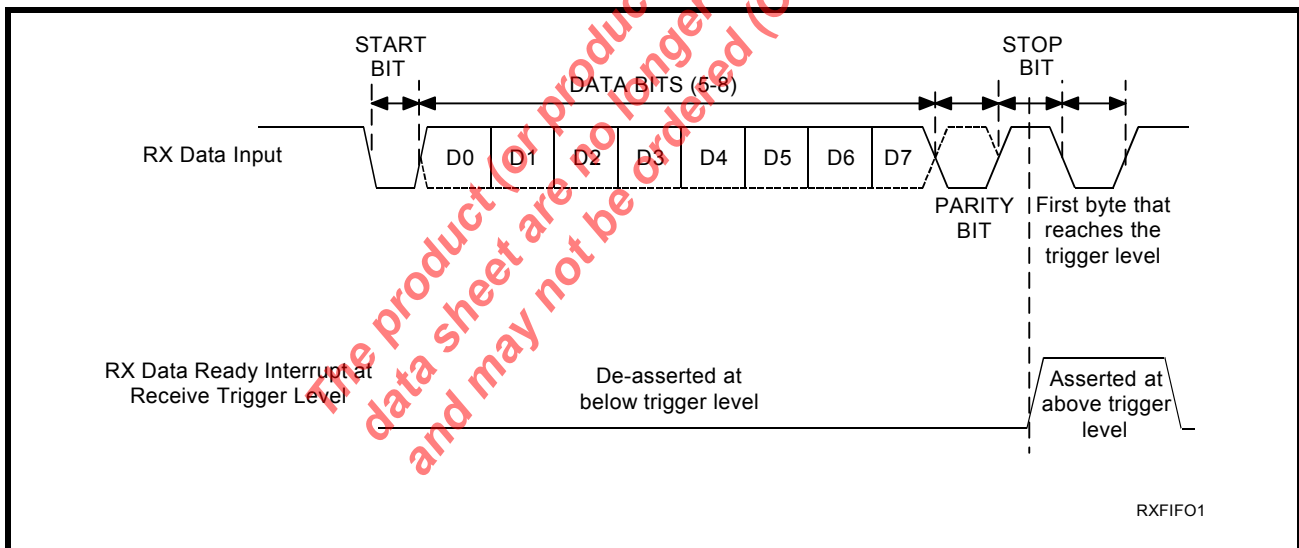 START
BIT
STOP
BIT
DATA BITS (5-8)
RX Data Input
D0 D1 D2 D3 D4 D5 D6 D7
PARITY
BIT
First byte that
reaches the
trigger level
RX Data Ready Interrupt at
Receive Trigger Level
De-asserted at
below trigger level
Asserted at
above trigger
level
RXFIFO1
The product (or produc
data sheet are no longer
and may not be ordered (O